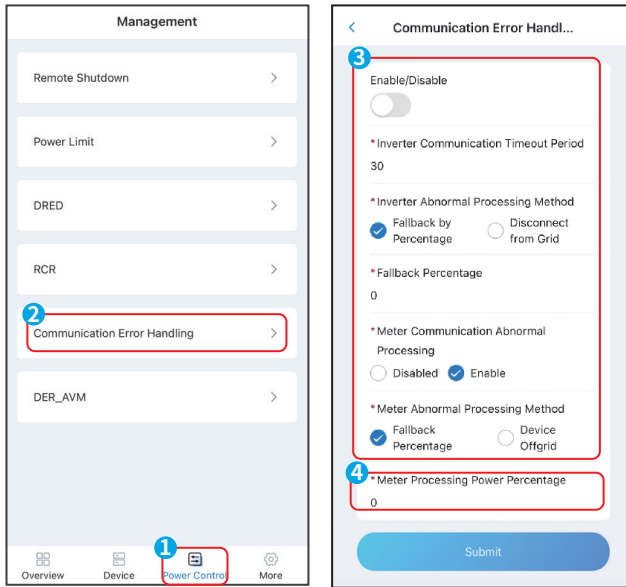 Management
Remote Shutdown
Power Limit
DRED
RCR
2
Communication Error Handling
DER_AVM
1
Overview
Device
Power Control
More
Communication Error Handl...
3
Enable/Disable
*Inverter Communication Timeout Period
30
*Inverter Abnormal Processing Method
Fallback by
Percentage
Disconnect
from Grid
*Fallback Percentage
0
*Meter Communication Abnormal
Processing
Disabled
Enable
*Meter Abnormal Processing Method
Fallback
Percentage
Device
Offgrid
4
*Meter Processing Power Percentage
0
Submit